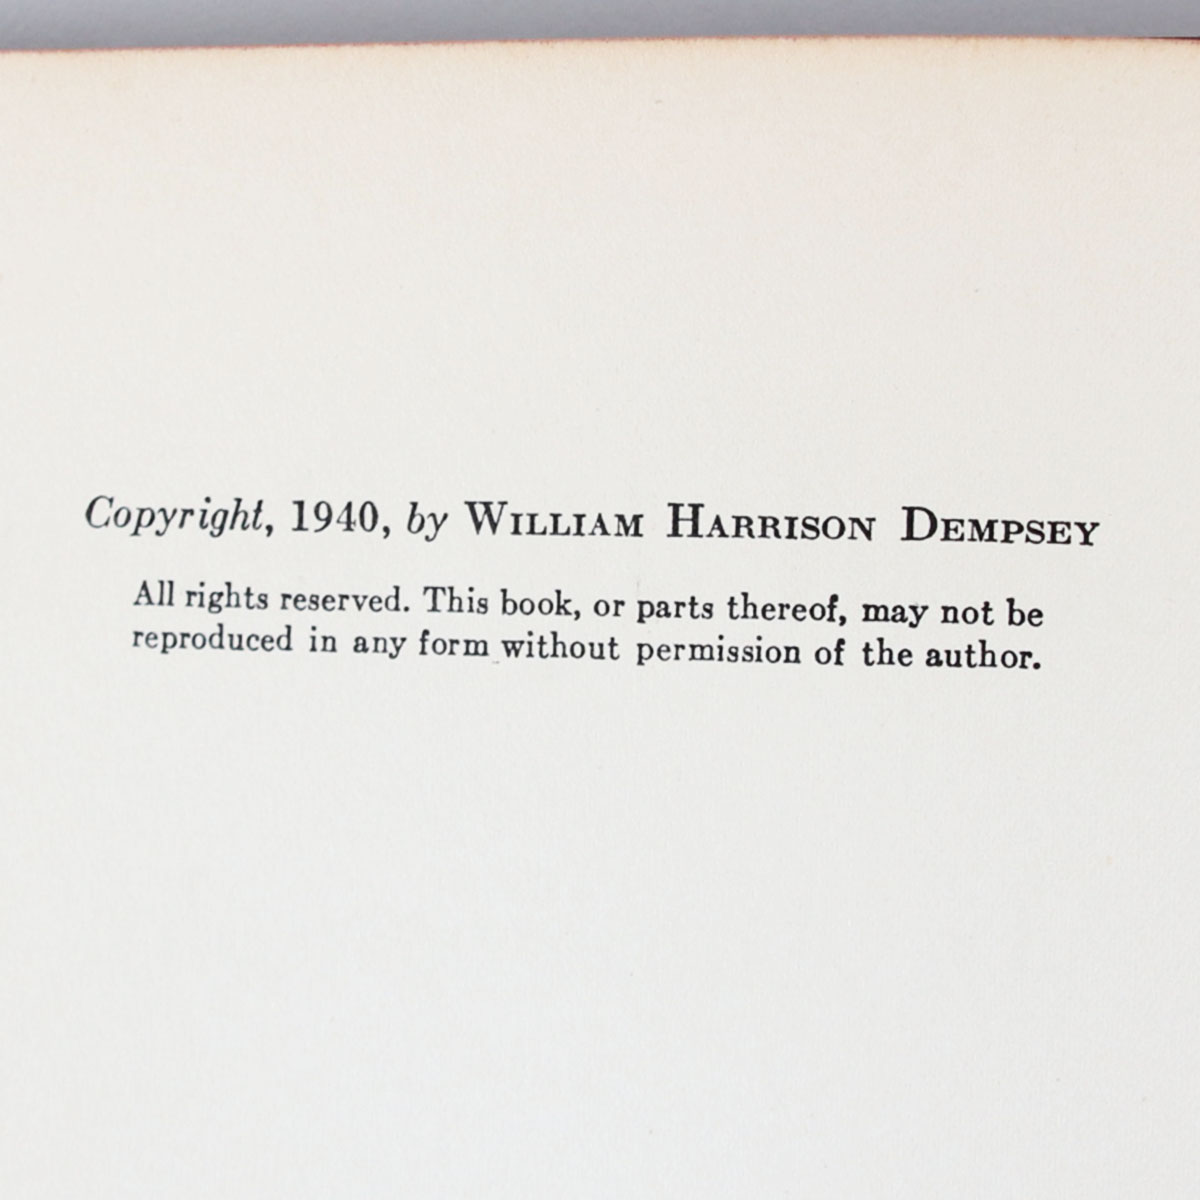 Copyright, 1940, by WILLIAM HARRISON DEMPSEY
All rights reserved. This book, or parts thereof, may not be
reproduced in any form without permission of the author.